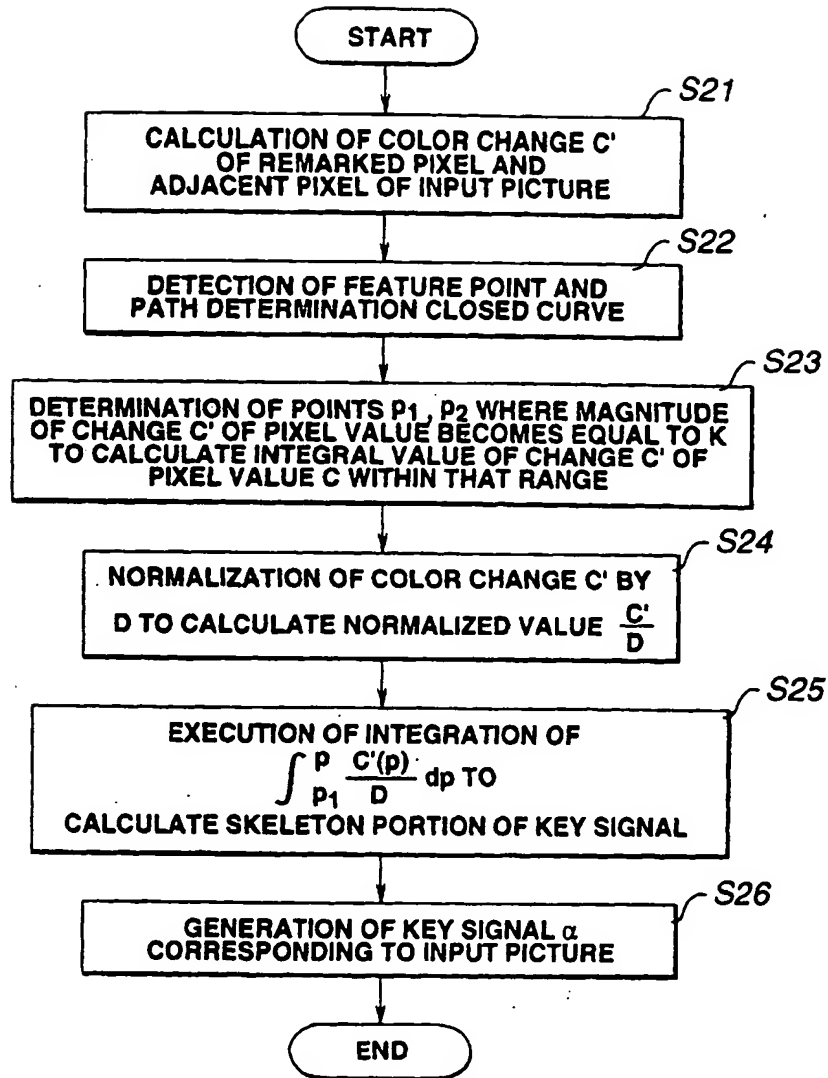 START
S21
CALCULATION OF COLOR CHANGE C'
OF REMARKED PIXEL AND
ADJACENT PIXEL OF INPUT PICTURE
S22
DETECTION OF FEATURE POINT AND
PATH DETERMINATION CLOSED CURVE
S23
DETERMINATION OF POINTS P1, P2 WHERE MAGNITUDE
OF CHANGE C' OF PIXEL VALUE BECOMES EQUAL TO K
TO CALCULATE INTEGRAL VALUE OF CHANGE C' OF
PIXEL VALUE C WITHIN THAT RANGE
S24
NORMALIZATION OF COLOR CHANGE C' BY
D TO CALCULATE NORMALIZED VALUE C'/D
S25
EXECUTION OF INTEGRATION OF
∫ p p1 C'(p)/D dp TO
CALCULATE SKELETON PORTION OF KEY SIGNAL
S26
GENERATION OF KEY SIGNAL α
CORRESPONDING TO INPUT PICTURE
END